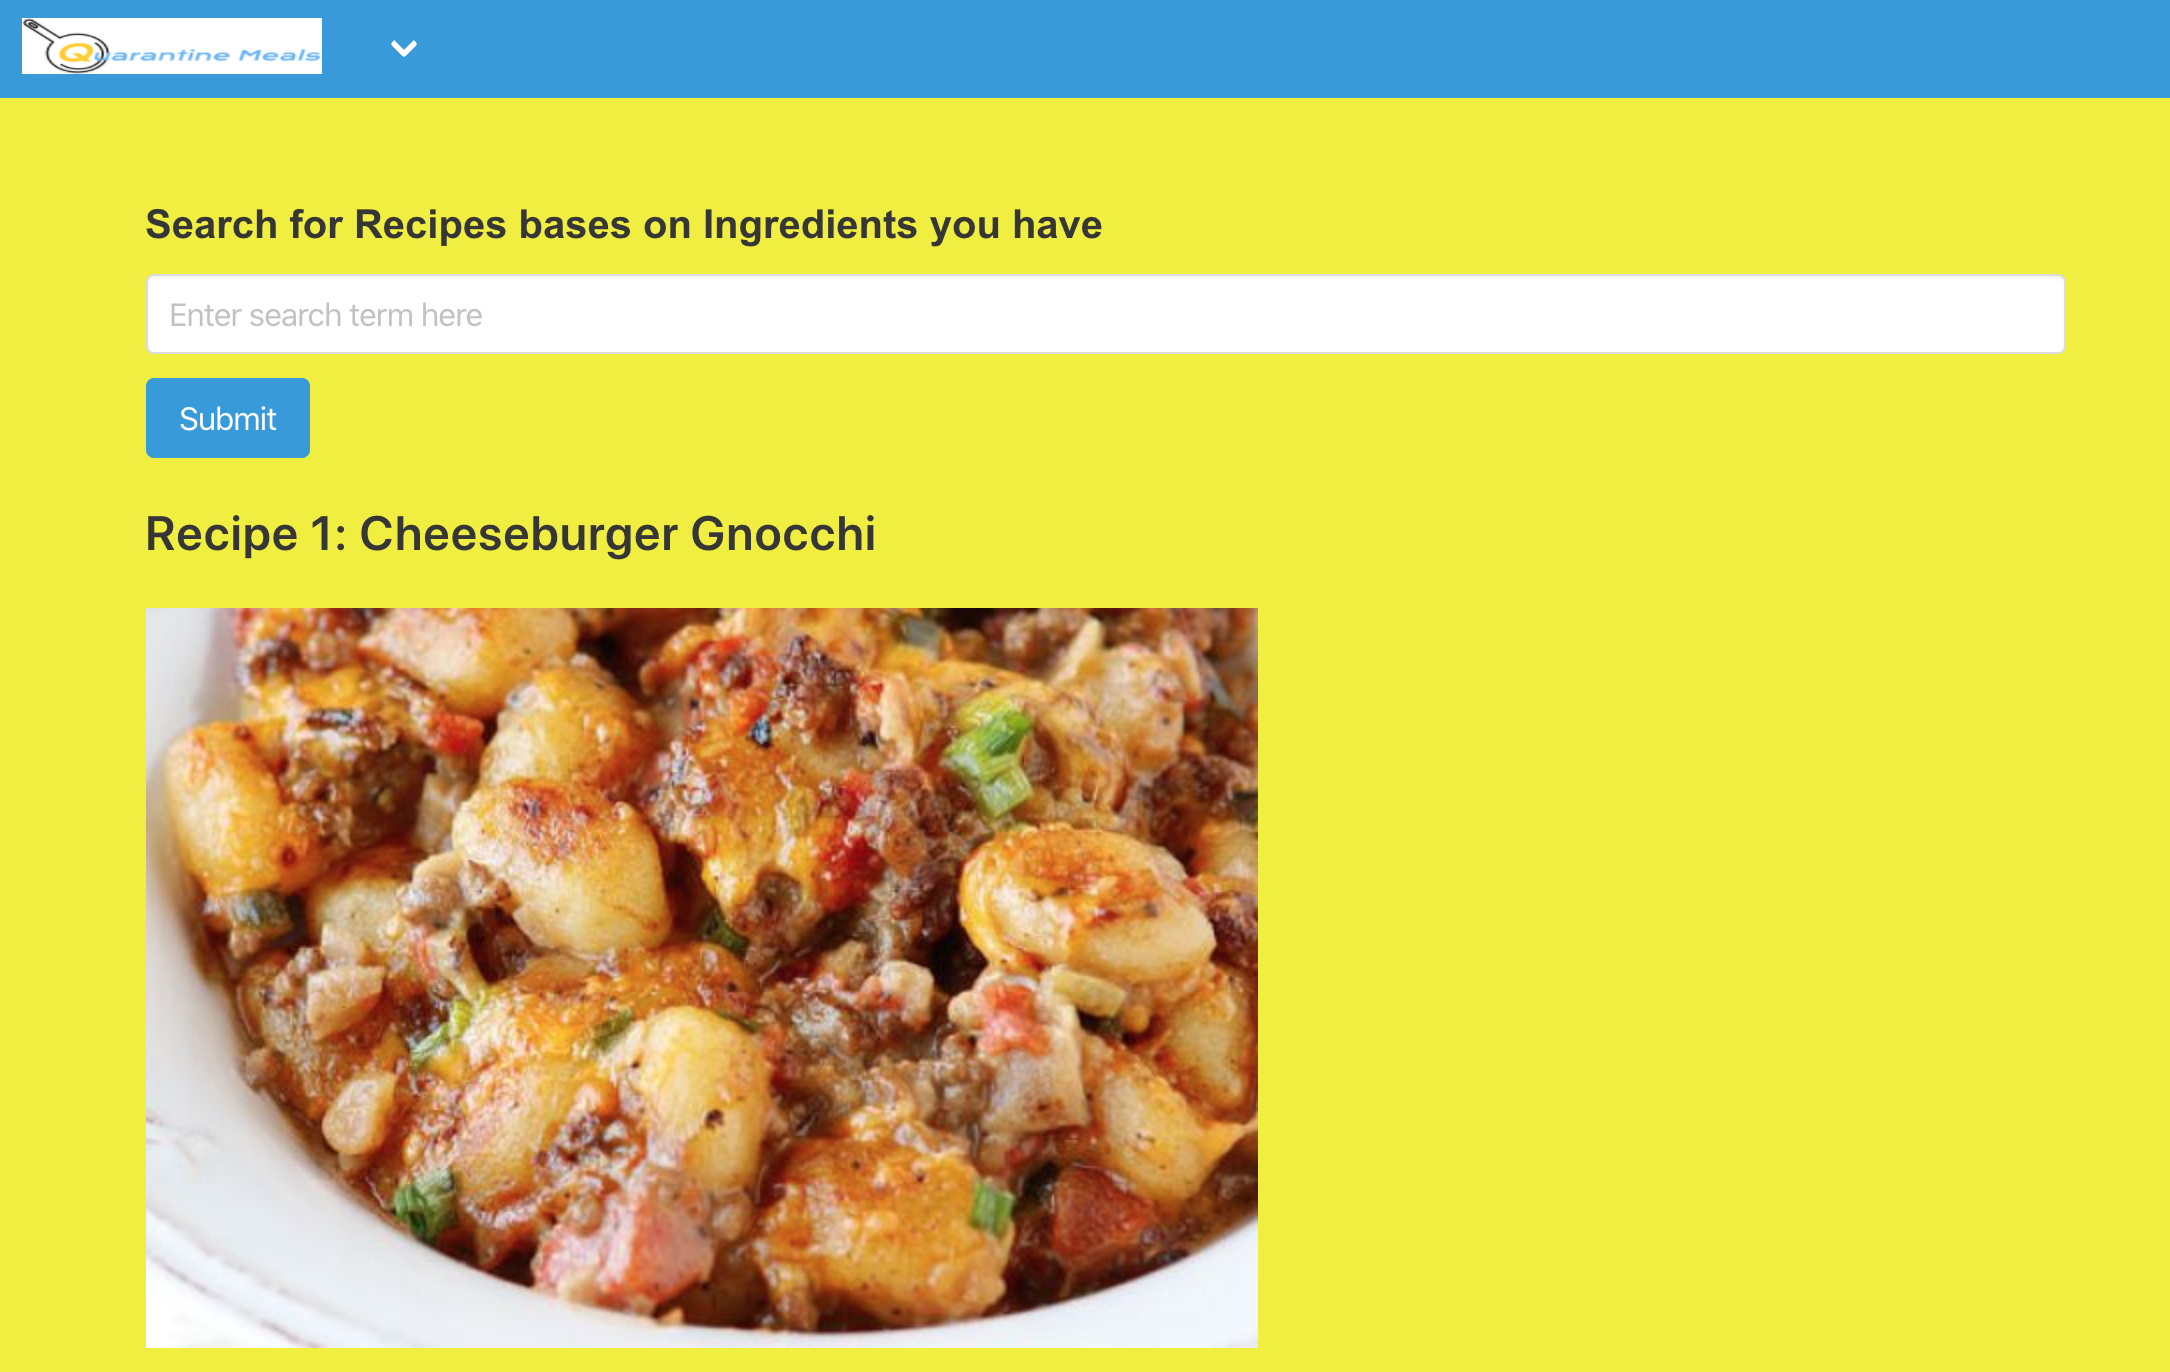 Quarantine Meals
Search for Recipes bases on Ingredients you have
Enter search term here
Submit
Recipe 1: Cheeseburger Gnocchi